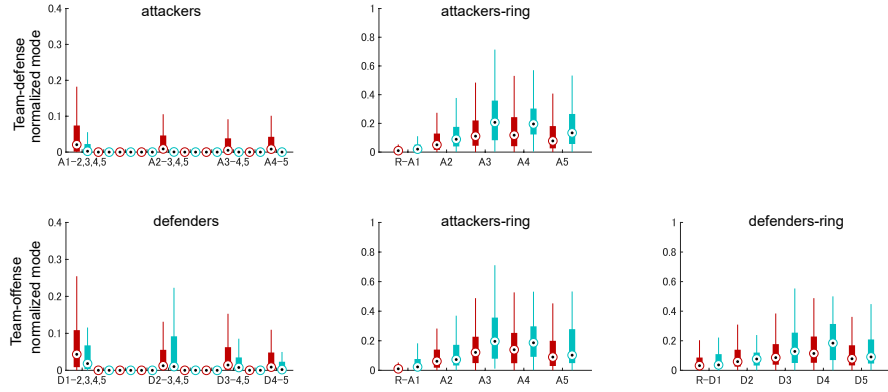 attackers
attackers-ring
Team-defense
normalized mode
0.4
0.3
0.2
0.1
0
A1-2,3,4,5
A2-3,4,5
A3-4,5
A4-5
1
0.8
0.6
0.4
0.2
0
R-A1
A2
A3
A4
A5
defenders
attackers-ring
defenders-ring
Team-offense
normalized mode
0.4
0.3
0.2
0.1
0
D1-2,3,4,5
D2-3,4,5
D3-4,5
D4-5
1
0.8
0.6
0.4
0.2
0
R-A1
A2
A3
A4
A5
1
0.8
0.6
0.4
0.2
0
R-D1
D2
D3
D4
D5